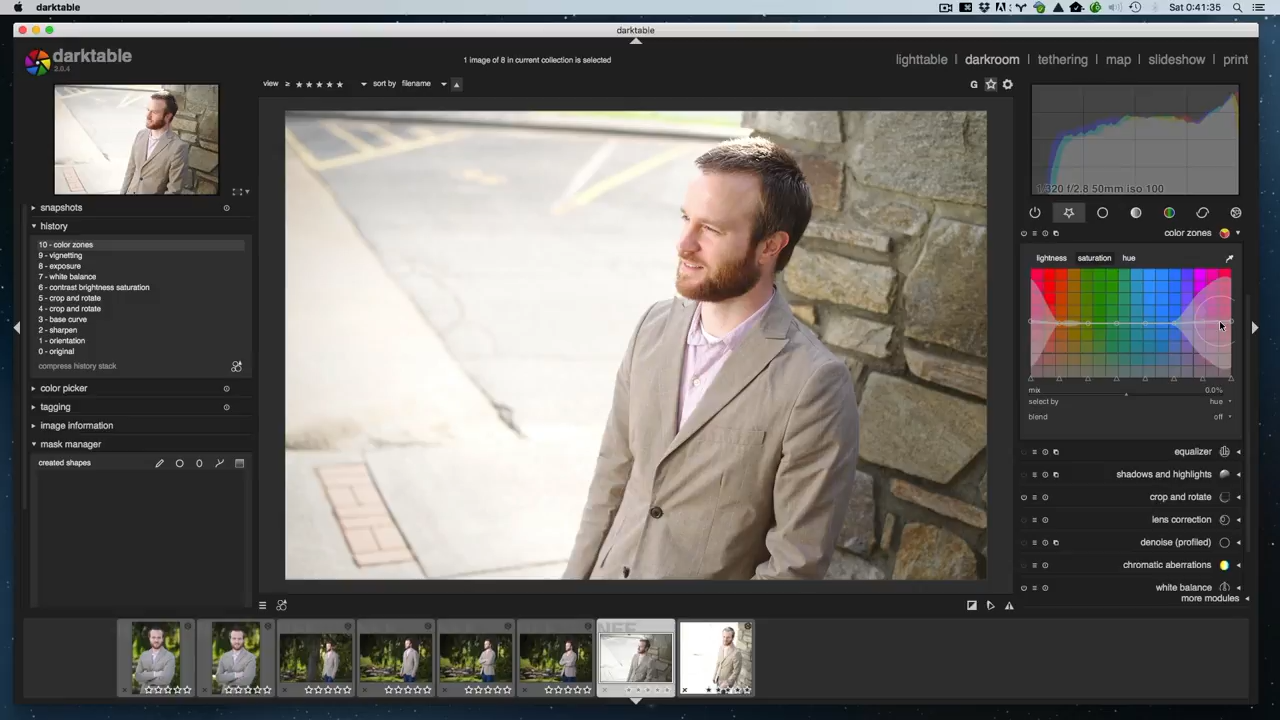 darktable
Sat 0:41:35
darktable
darktable
2.0.4
1 image of 8 in current collection is selected
lighttable | darkroom | tethering | map | slideshow | print
view ≥ ★ ★ ★ ★ ★ sort by filename
G
1/320 f/2.8 50mm iso 100
snapshots
history
10 - color zones
9 - vignetting
8 - exposure
7 - white balance
6 - contrast brightness saturation
5 - crop and rotate
4 - crop and rotate
3 - base curve
2 - sharpen
1 - orientation
0 - original
compress history stack
color picker
tagging
image information
mask manager
created shapes
color zones
lightness saturation hue
mix 0.0%
select by hue
blend off
equalizer
shadows and highlights
crop and rotate
lens correction
denoise (profiled)
chromatic aberrations
white balance
more modules